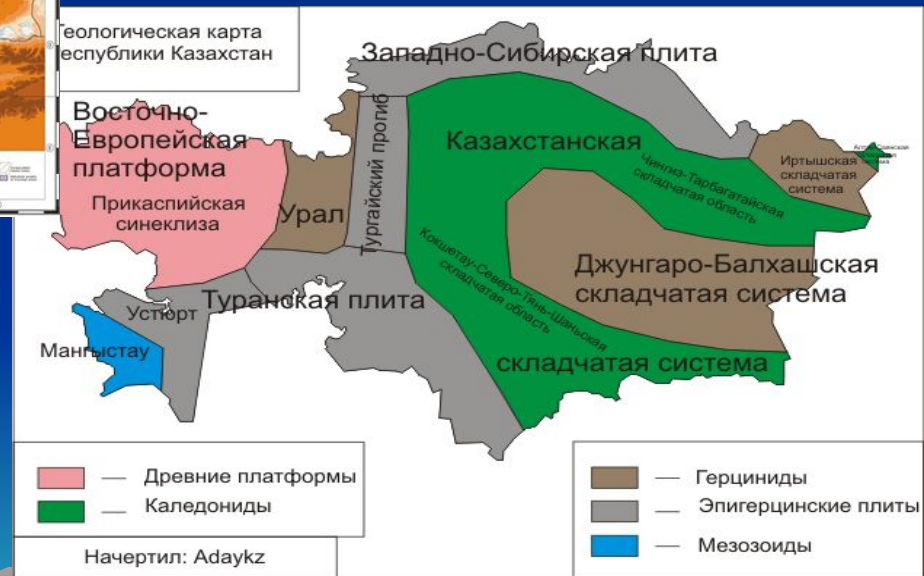 еологическая карта
еспублики Казахстан
Западно-Сибирская плита
Восточно-
Европейская
платформа
Прикаспийская
синеклиза
Урал
Тургайский прогиб
Казахстанская
Чингиз-Тарбагатайская
складчатая область
Иртышская
складчатая
система
Кокшетау-Северо-Тянь-Шаньская
складчатая область
Джунгаро-Балхашская
складчатая система
Туранская плита
Устюрт
Мангыстау
складчатая система
— Древние платформы
— Каледониды
Начертил: Adaykz
— Герциниды
— Эпигерцинские плиты
— Мезозоиды